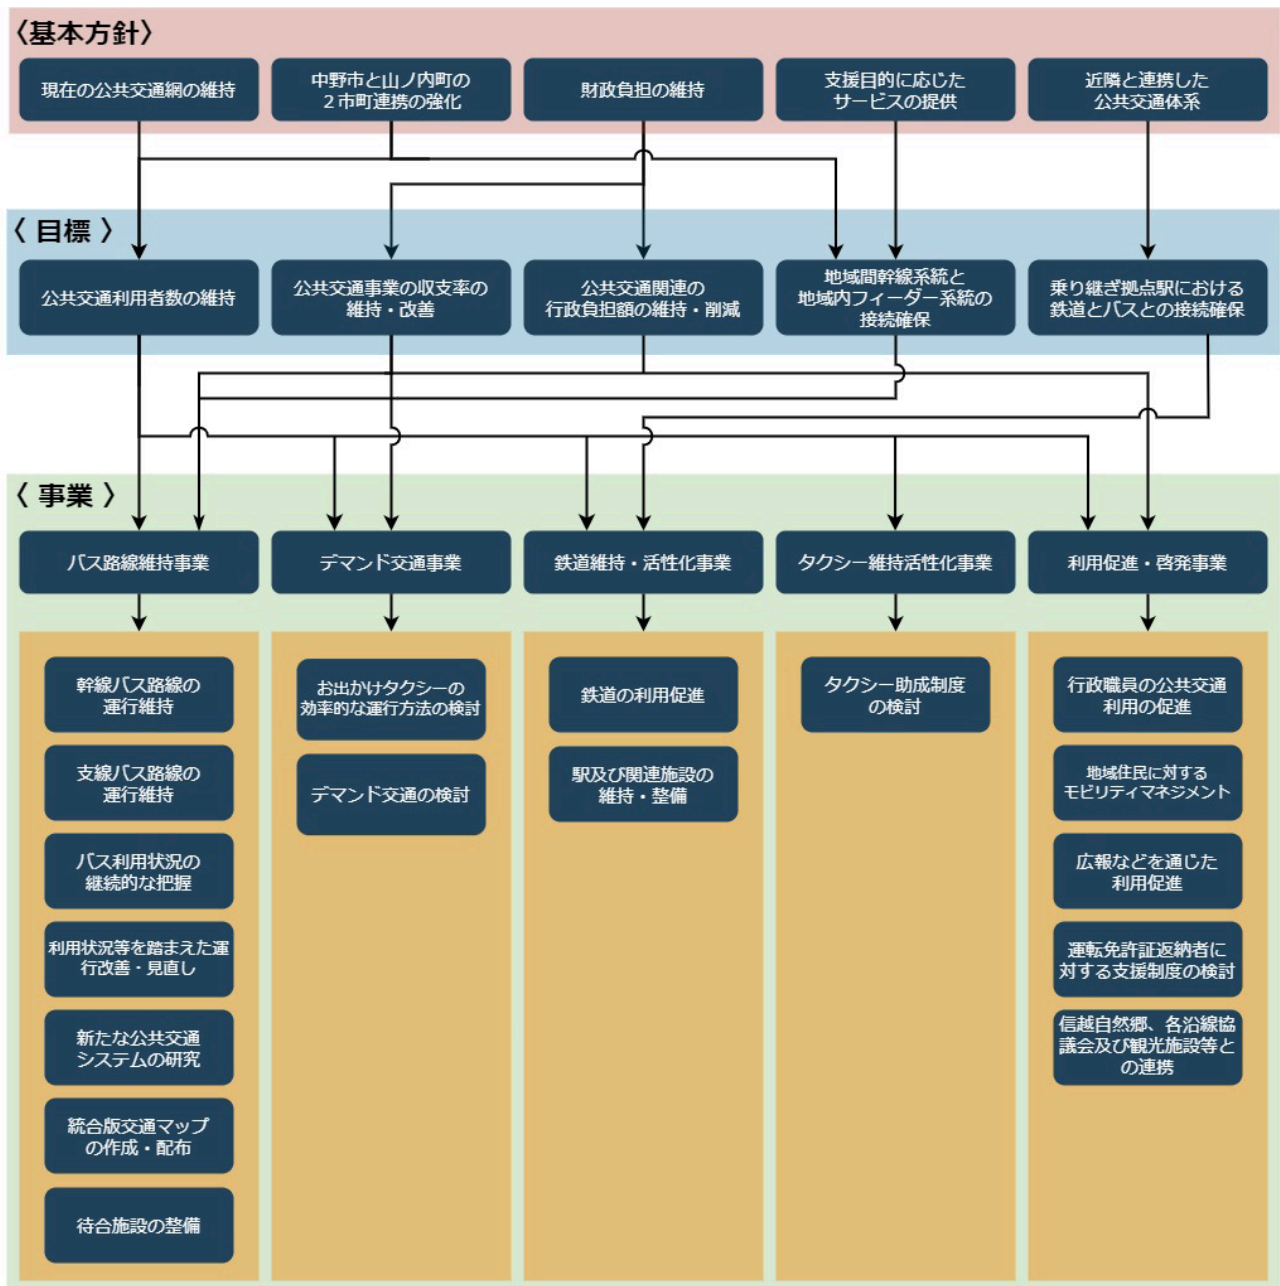 〈基本方針〉
現在の公共交通網の維持
中野市と山ノ内町の
２市町連携の強化
財政負担の維持
支援目的に応じた
サービスの提供
近隣と連携した
公共交通体系
〈 目標 〉
公共交通利用者数の維持
公共交通事業の収支率の
維持・改善
公共交通関連の
行政負担額の維持・削減
地域間幹線系統と
地域内フィーダー系統の
接続確保
乗り継ぎ拠点駅における
鉄道とバスとの接続確保
〈 事業 〉
バス路線維持事業
デマンド交通事業
鉄道維持・活性化事業
タクシー維持活性化事業
利用促進・啓発事業
幹線バス路線の
運行維持
支線バス路線の
運行維持
バス利用状況の
継続的な把握
利用状況等を踏まえた運
行改善・見直し
新たな公共交通
システムの研究
統合版交通マップ
の作成・配布
待合施設の整備
お出かけタクシーの
効率的な運行方法の検討
デマンド交通の検討
鉄道の利用促進
駅及び関連施設の
維持・整備
タクシー助成制度
の検討
行政職員の公共交通
利用の促進
地域住民に対する
モビリティマネジメント
広報などを通じた
利用促進
運転免許証返納者に
対する支援制度の検討
信越自然郷、各沿線協
議会及び観光施設等と
の連携